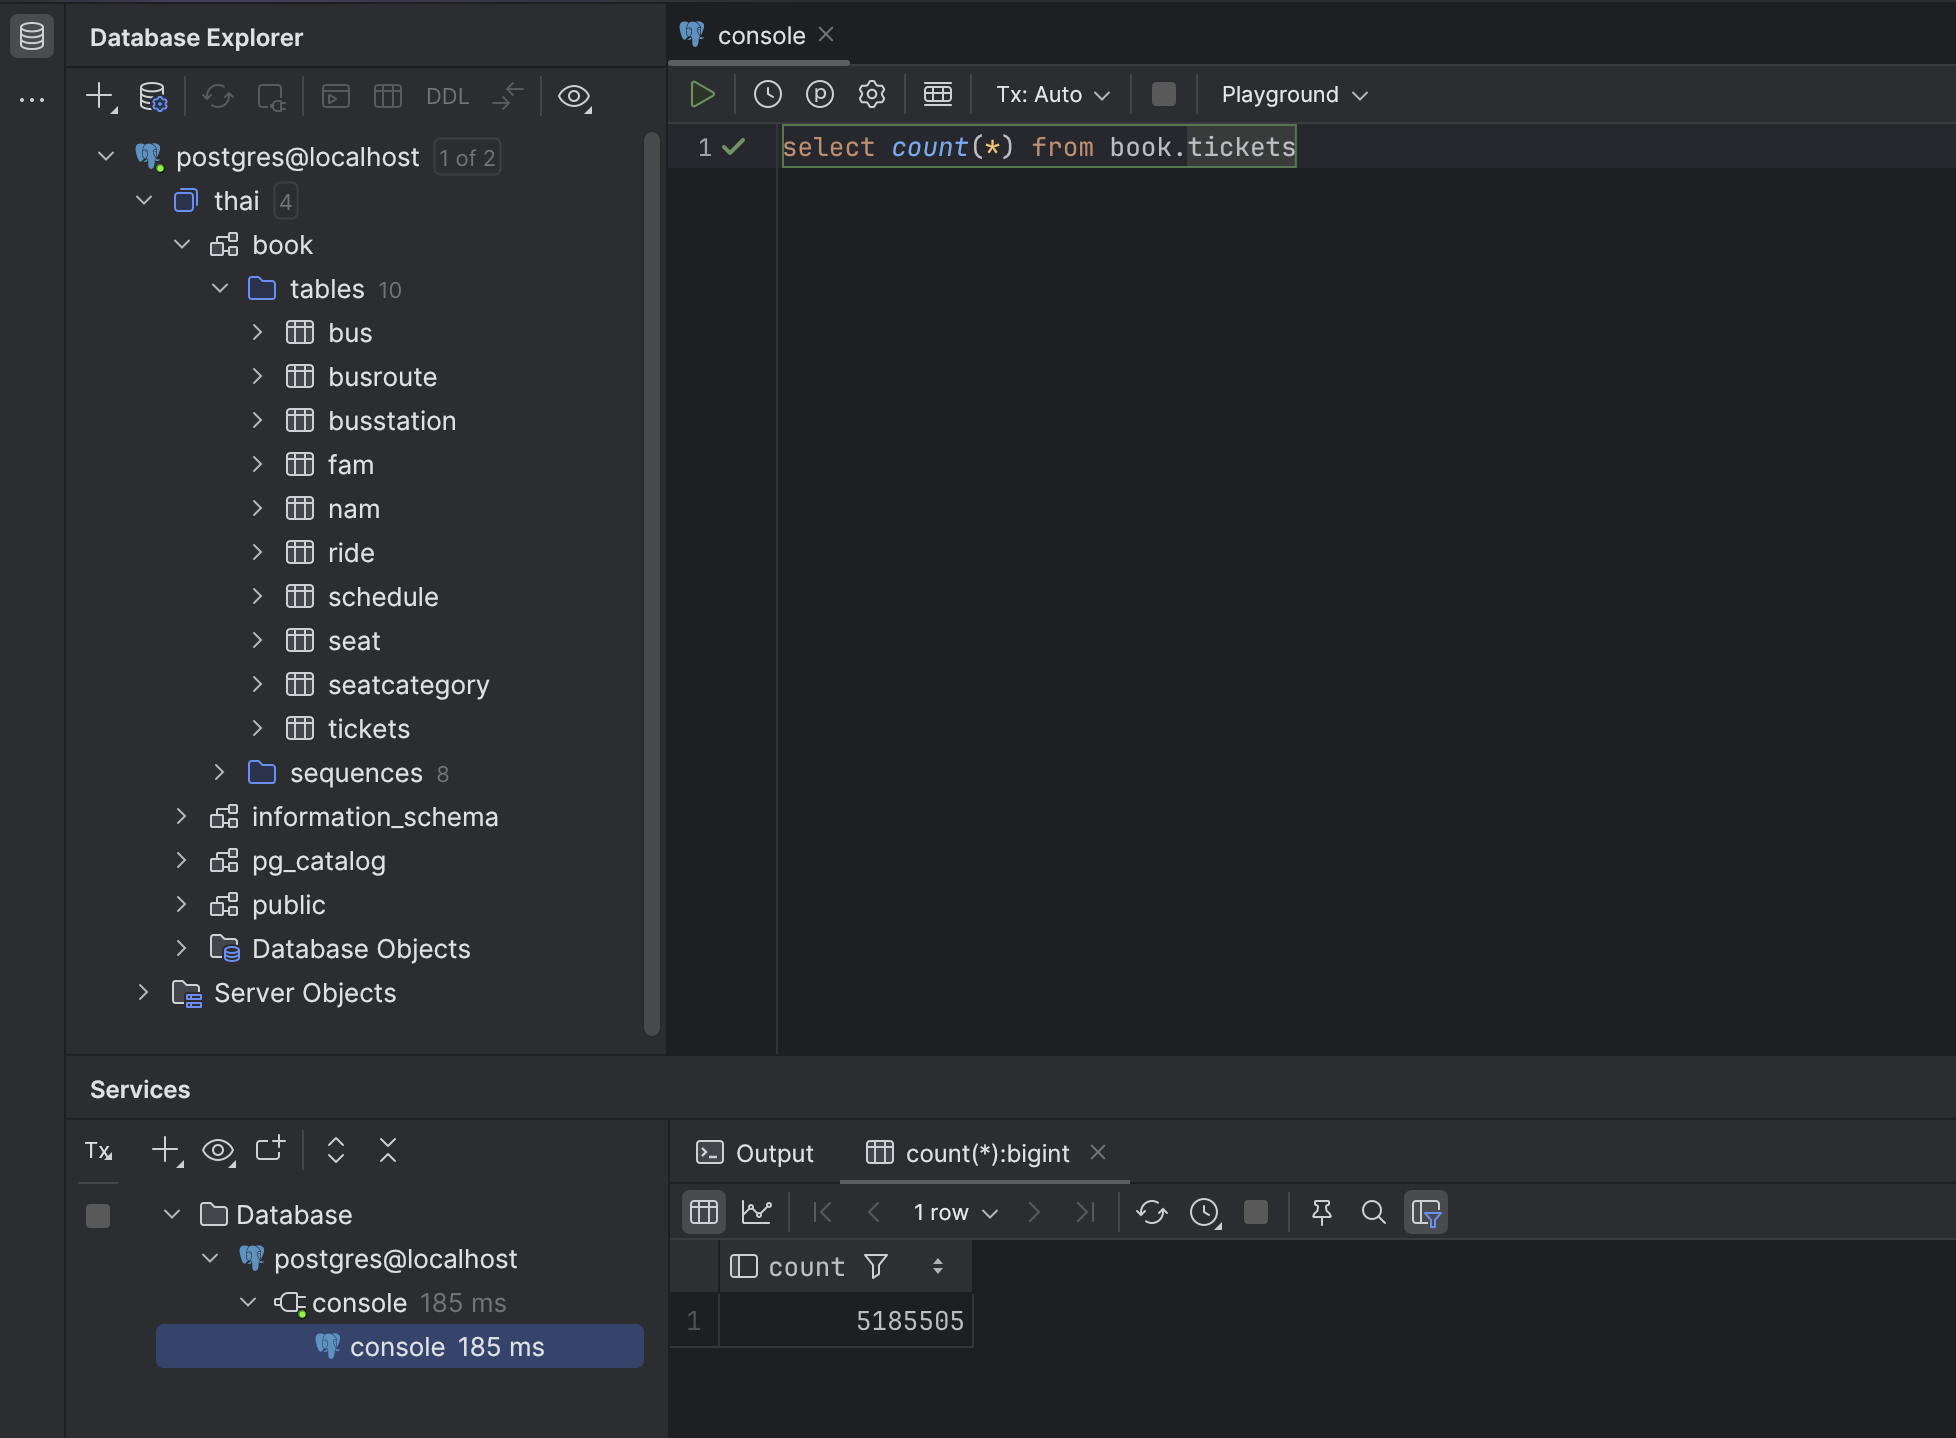 Database Explorer
DDL
postgres@localhost 1 of 2
thai 4
book
tables 10
bus
busroute
busstation
fam
nam
ride
schedule
seat
seatcategory
tickets
sequences 8
information_schema
pg_catalog
public
Database Objects
Server Objects
console
Tx: Auto
Playground
1 select count(*) from book.tickets
Services
Tx
Database
postgres@localhost
console 185 ms
console 185 ms
Output
count(*):bigint
1 row
count
1 5185505